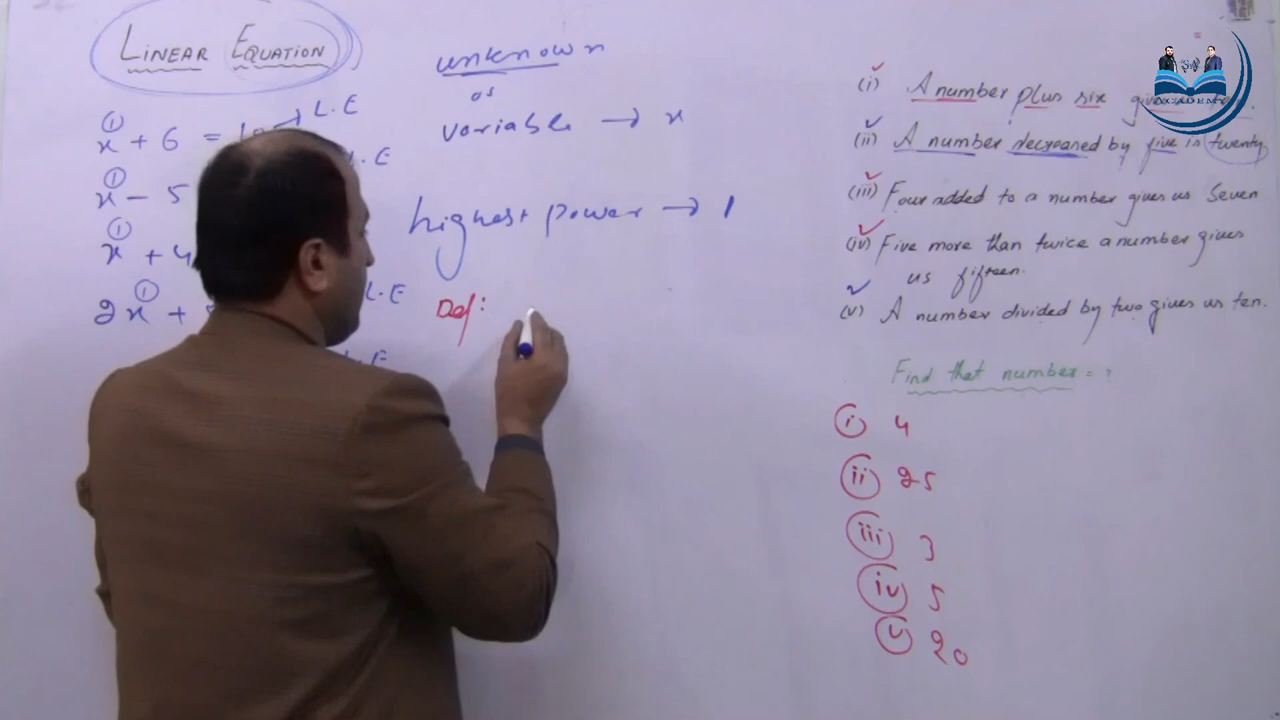 LINEAR EQUATION
① x + 6 = 10 → L.E
① x − 5 L.E
① x + 4
① 2x + L.E
L.E
unknown
or
variable → x
highest power → 1
Def:
(i) A number plus six
(ii) A number decreased by five is twenty
(iii) Four added to a number gives us Seven
(iv) Five more than twice a number gives
us fifteen.
(v) A number divided by two gives us ten.
Find that number = ?
(i) 4
(ii) 25
(iii) 3
(iv) 5
(v) 20
ACADEMY